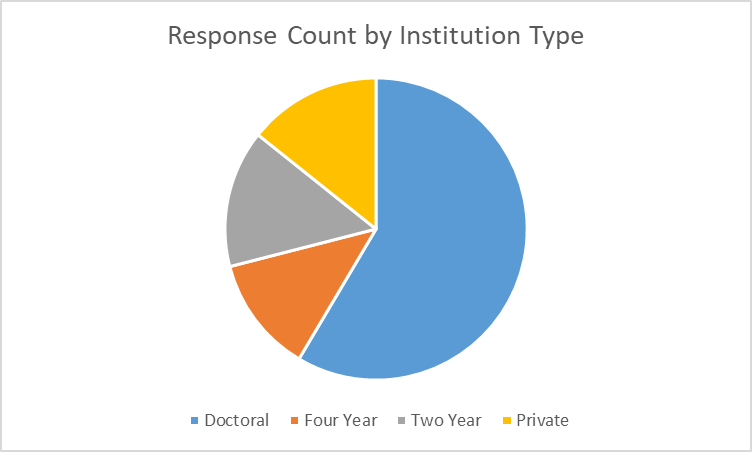 Response Count by Institution Type
Doctoral Four Year Two Year Private